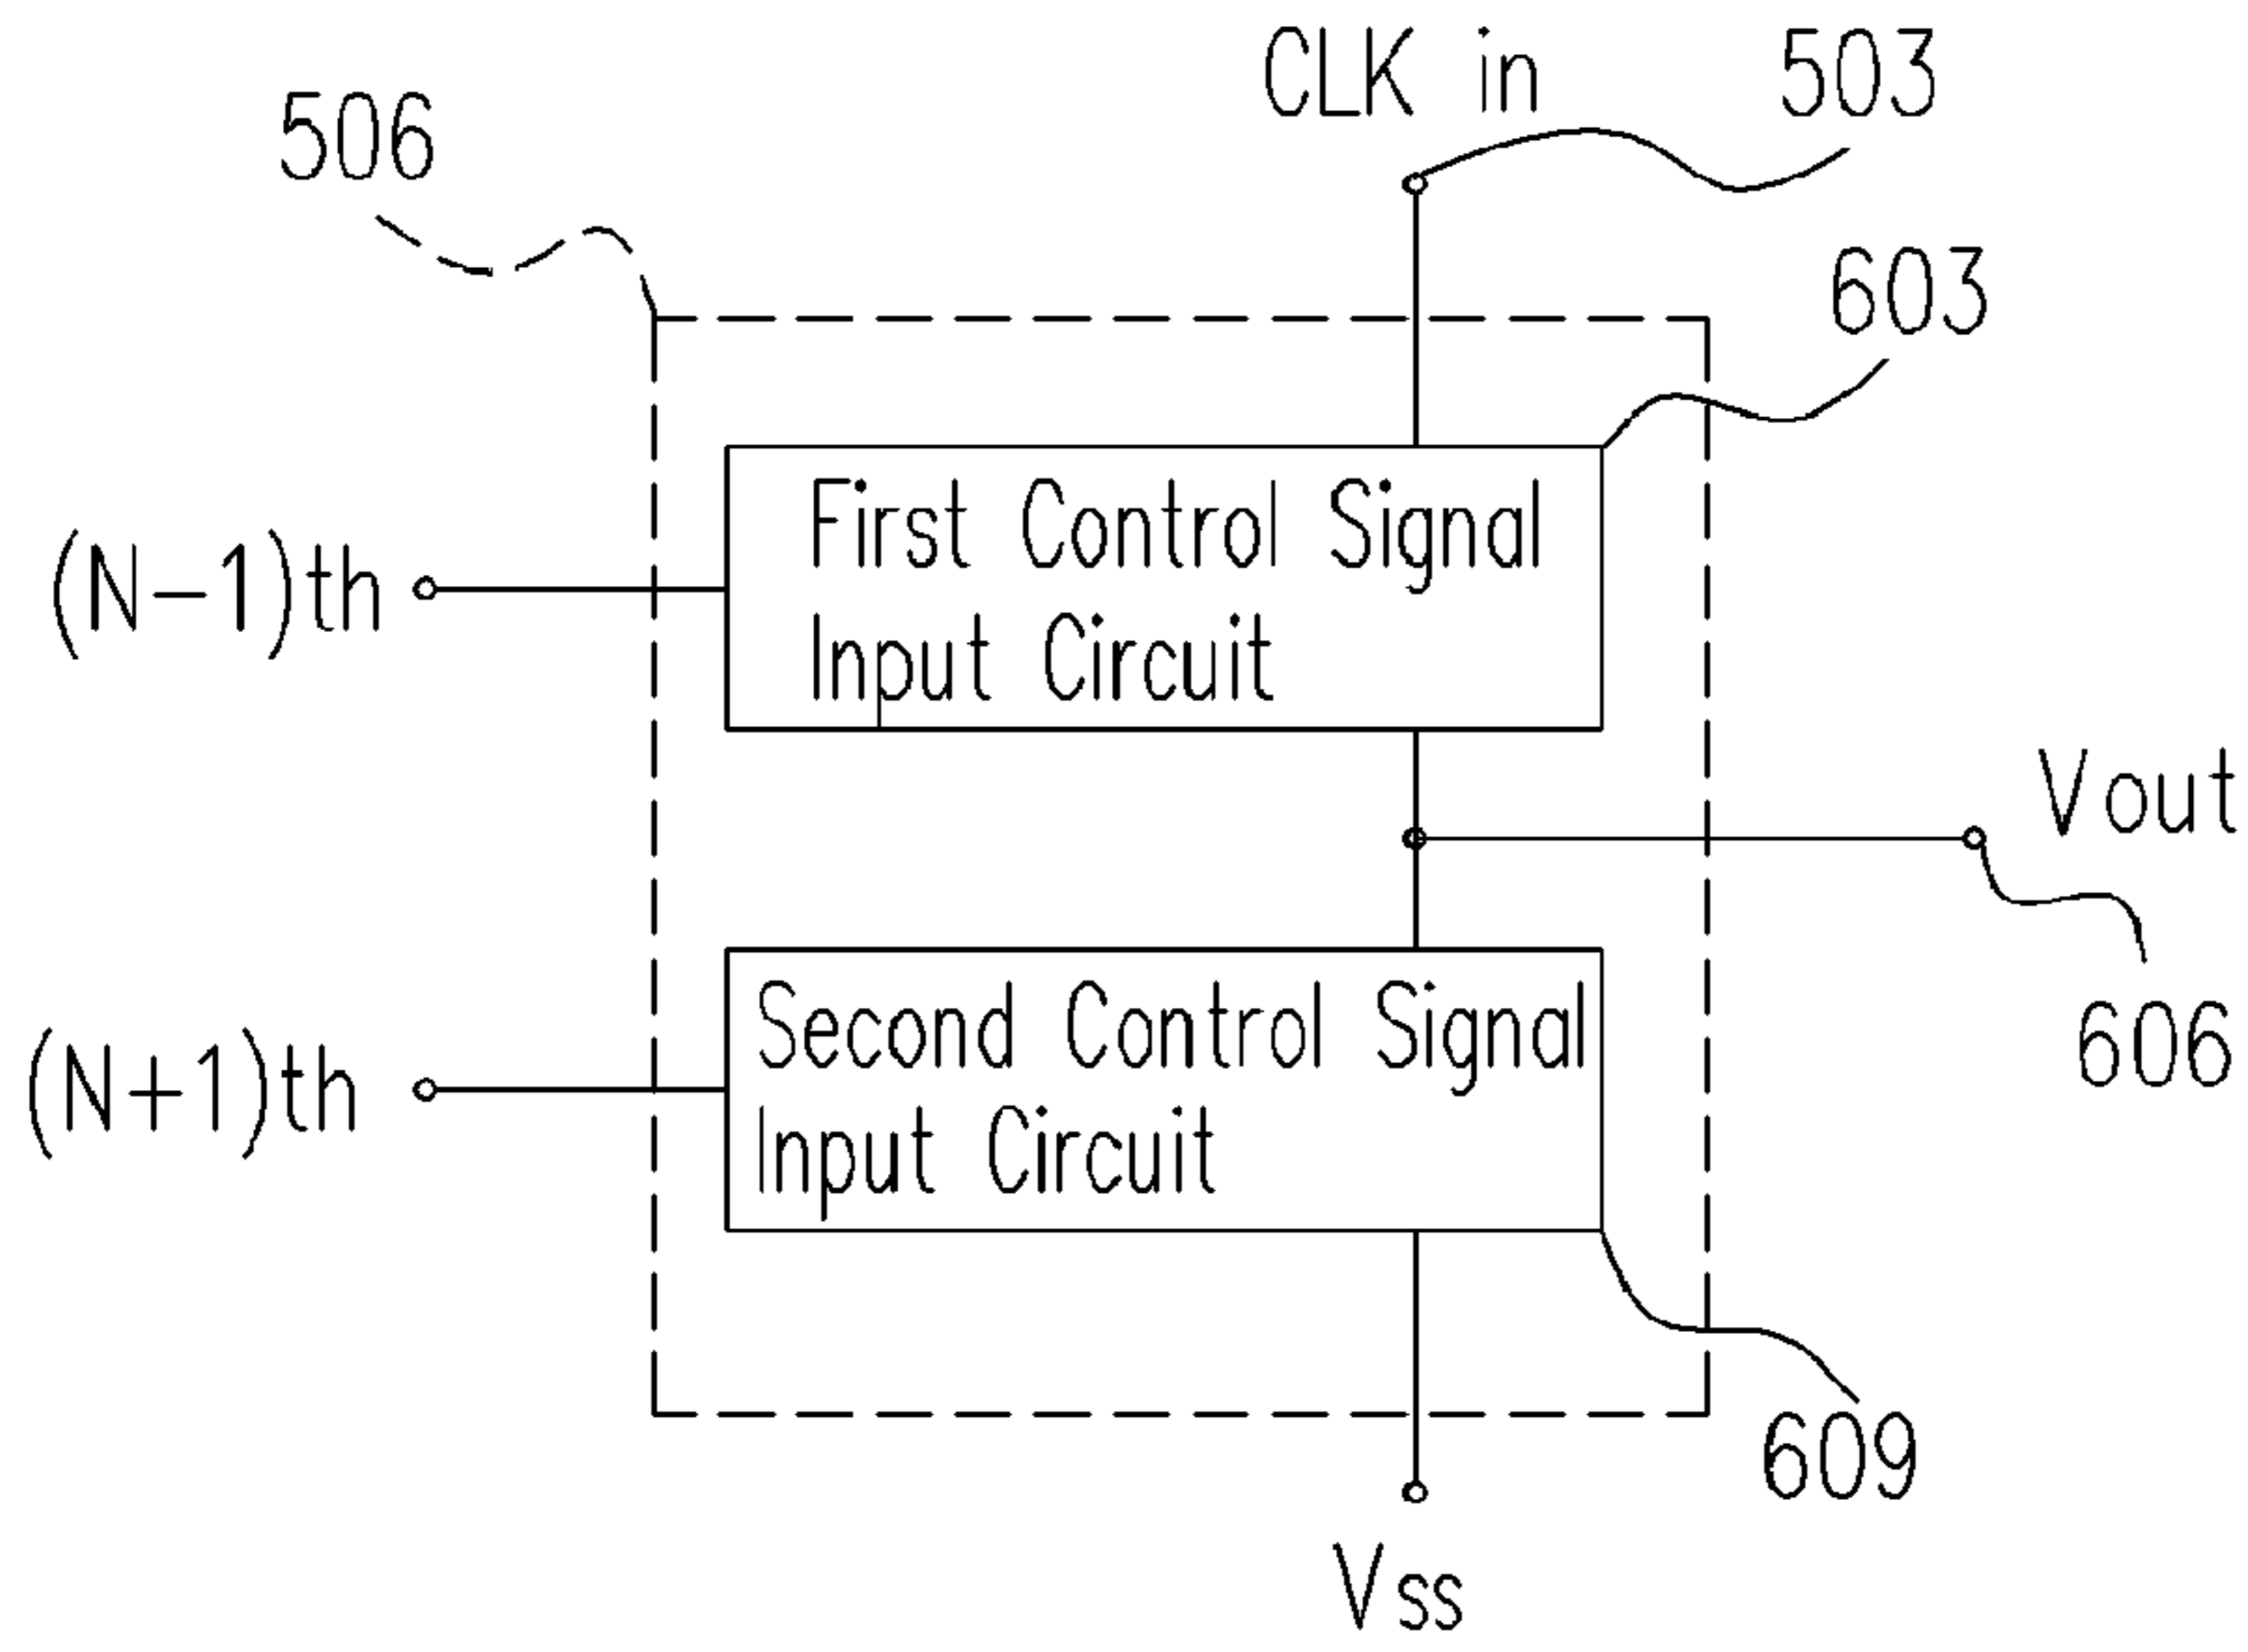 CLK in
503
506
603
First Control Signal
Input Circuit
(N-1)th
Vout
606
Second Control Signal
Input Circuit
(N+1)th
609
Vss